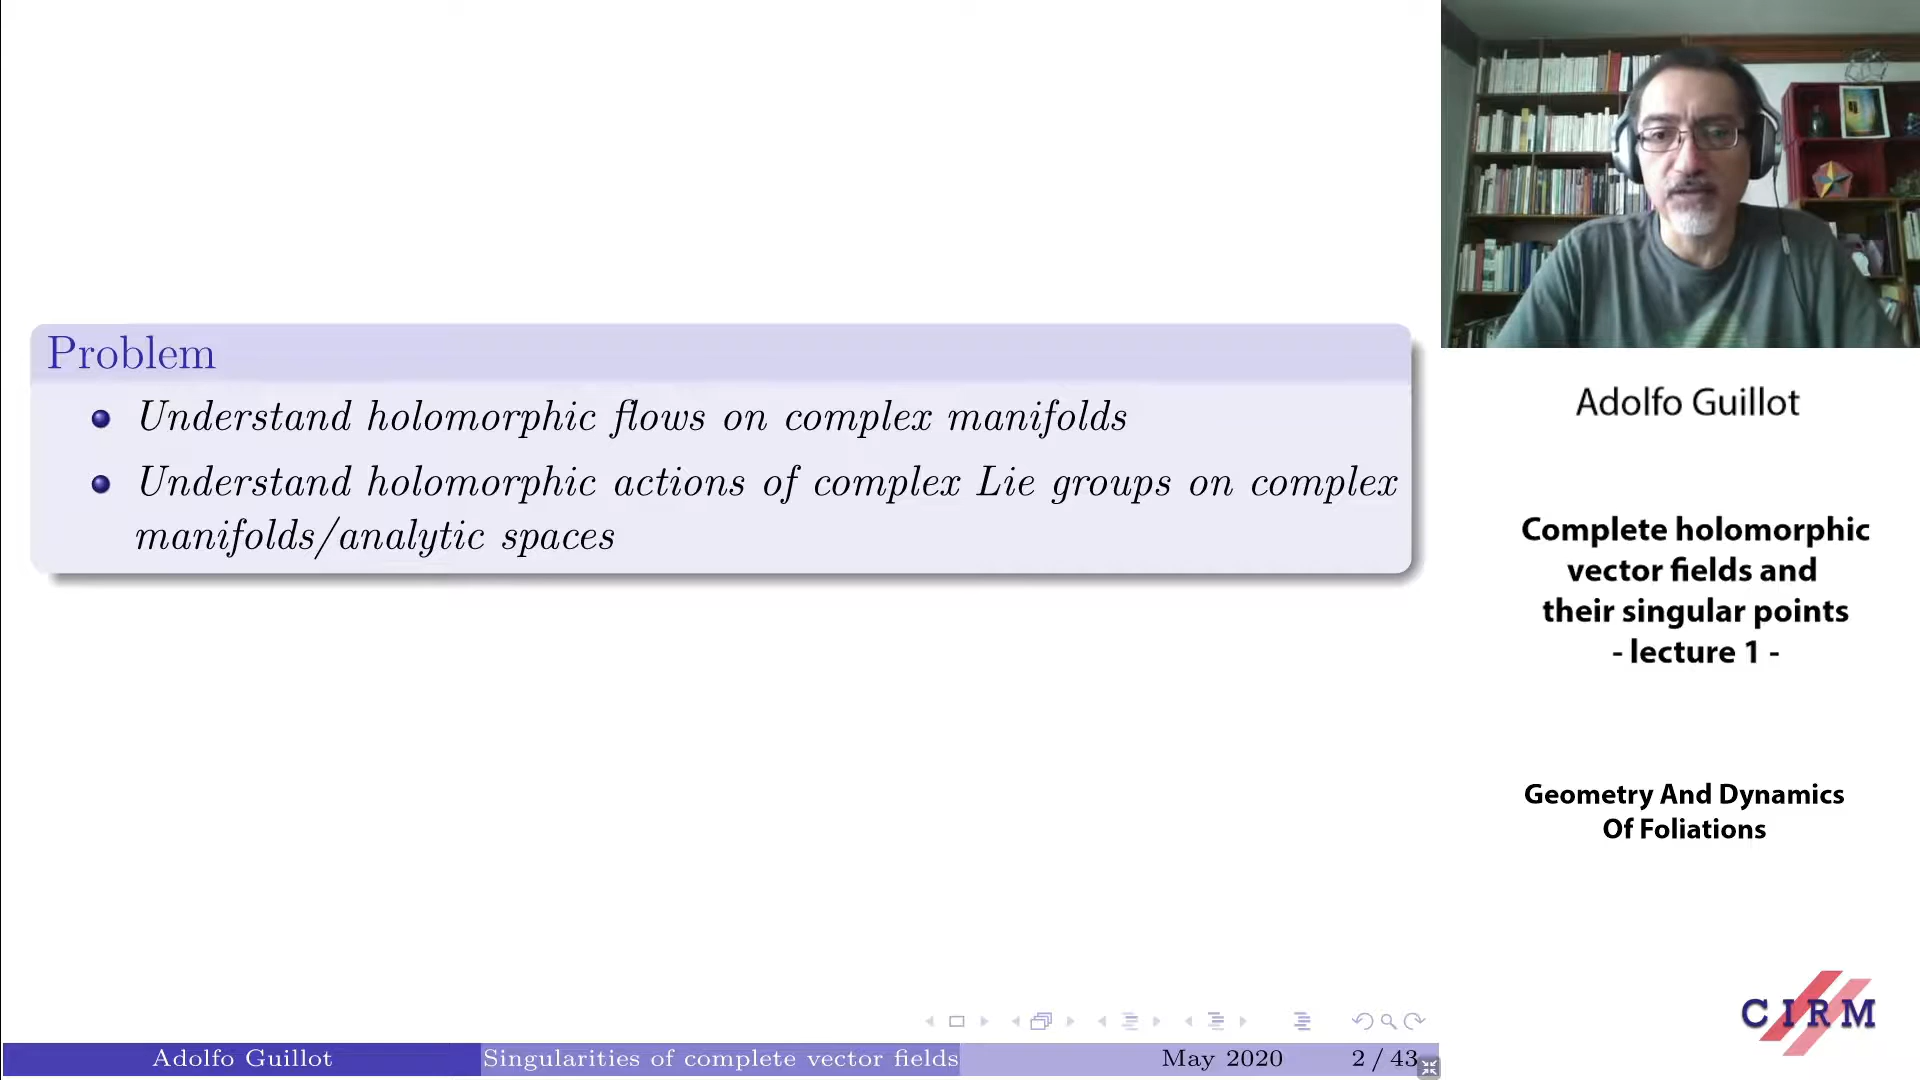 Problem
Understand holomorphic flows on complex manifolds
Understand holomorphic actions of complex Lie groups on complex
manifolds/analytic spaces
Adolfo Guillot
Complete holomorphic
vector fields and
their singular points
- lecture 1 -
Geometry And Dynamics
Of Foliations
CIRM
Adolfo Guillot
Singularities of complete vector fields
May 2020
2 / 43